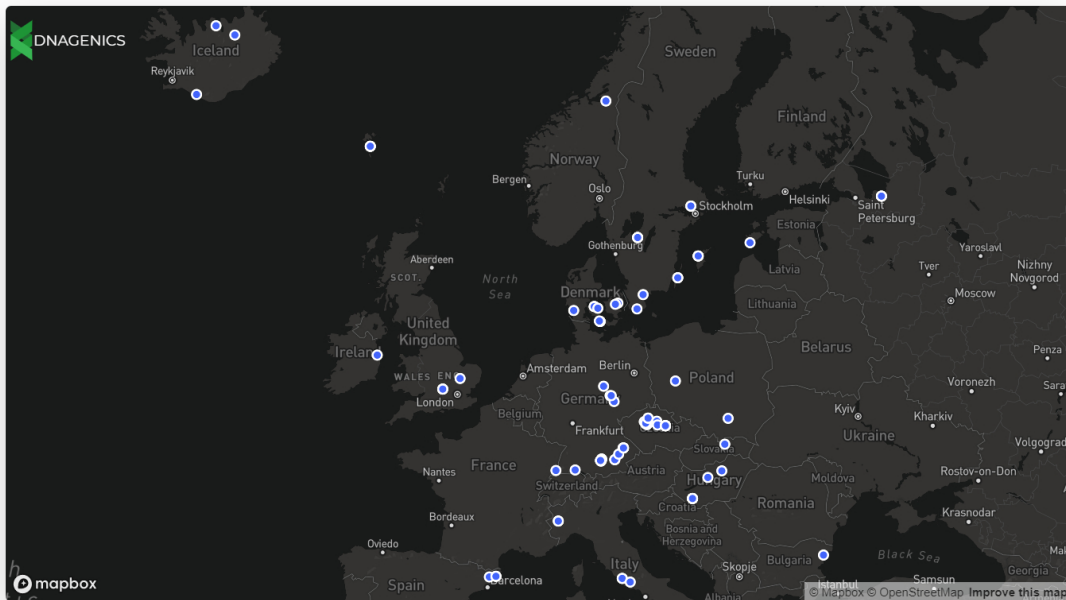 DNAGENICS
Iceland
Reykjavik
Sweden
Finland
Norway
Bergen
Oslo
Turku
Helsinki
Saint
Petersburg
Stockholm
Estonia
Gothenburg
Aberdeen
SCOT.
North
Sea
Yaroslavl
Tver
Nizhny
Novgorod
Latvia
Moscow
Denmark
Lithuania
United
Kingdom
Ireland
Belarus
Penza
WALES
Amsterdam
Berlin
Poland
Voronezh
London
Belgium
Frankfurt
Kyiv
Kharkiv
Ukraine
Volgograd
France
Nantes
Switzerland
Austria
Slovakia
Hungary
Moldova
Rostov-on-Don
Romania
Croatia
Krasnodar
Bordeaux
Bosnia and
Herzegovina
Oviedo
Black Sea
Bulgaria
Skopje
Italy
Barcelona
Spain
Istanbul
Samsun
Georgia
Albania
mapbox
© Mapbox © OpenStreetMap Improve this map